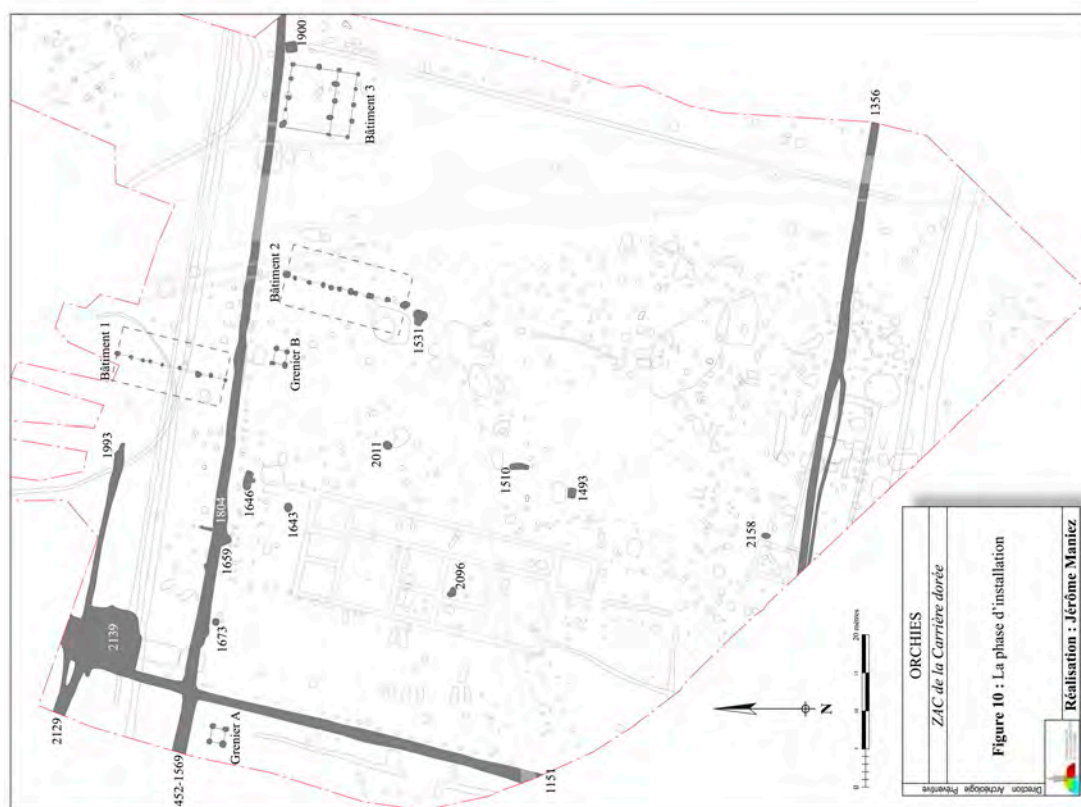 1900
Bâtiment 3
1356
Bâtiment 2
Bâtiment 1
1531
Grenier B
1993
2011
1646
1510
1493
1804
1643
1659
2158
2096
2139
1673
2129
Grenier A
452-1569
1151
N
0
20 mètres
ORCHIES
ZAC de la Carrière dorée
Figure 10 : La phase d'installation
Réalisation : Jérôme Maniez
Direction Archéologie Préventive